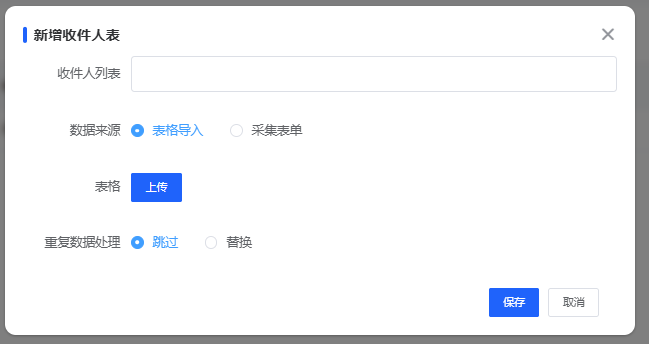 新增收件人表
收件人列表
数据来源 表格导入 采集表单
表格 上传
重复数据处理 跳过 替换
保存 取消